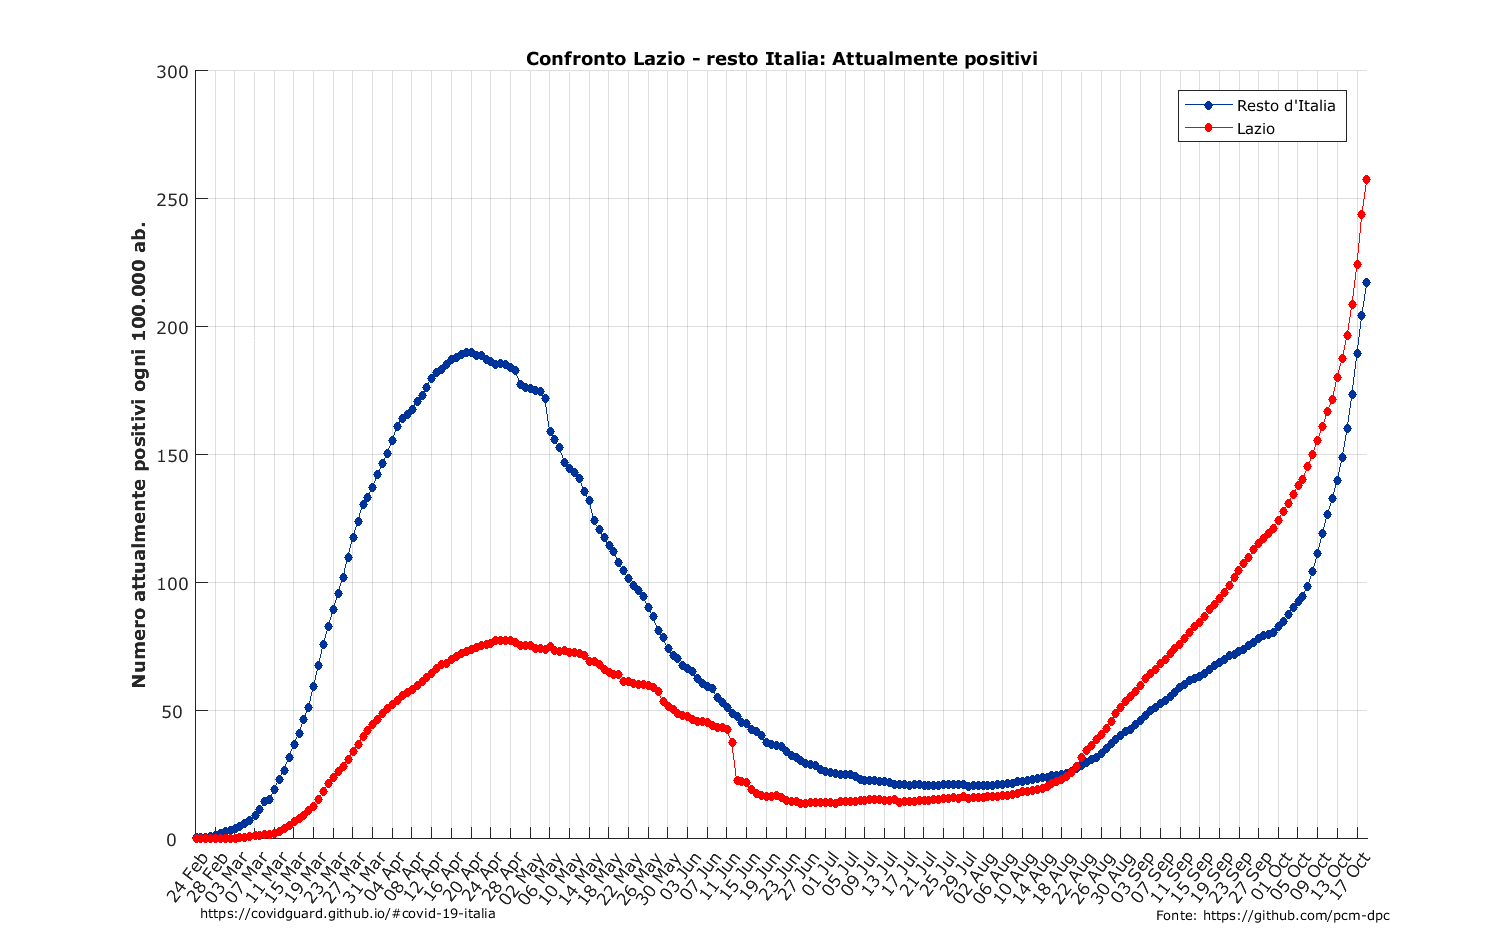 Confronto Lazio - resto Italia: Attualmente positivi
Resto d'Italia
Lazio
Numero attualmente positivi ogni 100.000 ab.
300
250
200
150
100
50
0
24 Feb
28 Feb
03 Mar
07 Mar
11 Mar
15 Mar
19 Mar
23 Mar
27 Mar
31 Mar
04 Apr
08 Apr
12 Apr
16 Apr
20 Apr
24 Apr
28 Apr
02 May
06 May
10 May
14 May
18 May
22 May
26 May
30 May
03 Jun
07 Jun
11 Jun
15 Jun
19 Jun
23 Jun
27 Jun
01 Jul
05 Jul
09 Jul
13 Jul
17 Jul
21 Jul
25 Jul
29 Jul
02 Aug
06 Aug
10 Aug
14 Aug
18 Aug
22 Aug
26 Aug
30 Aug
03 Sep
07 Sep
11 Sep
15 Sep
19 Sep
23 Sep
27 Sep
01 Oct
05 Oct
09 Oct
13 Oct
17 Oct
https://covidguard.github.io/#covid-19-italia
Fonte: https://github.com/pcm-dpc